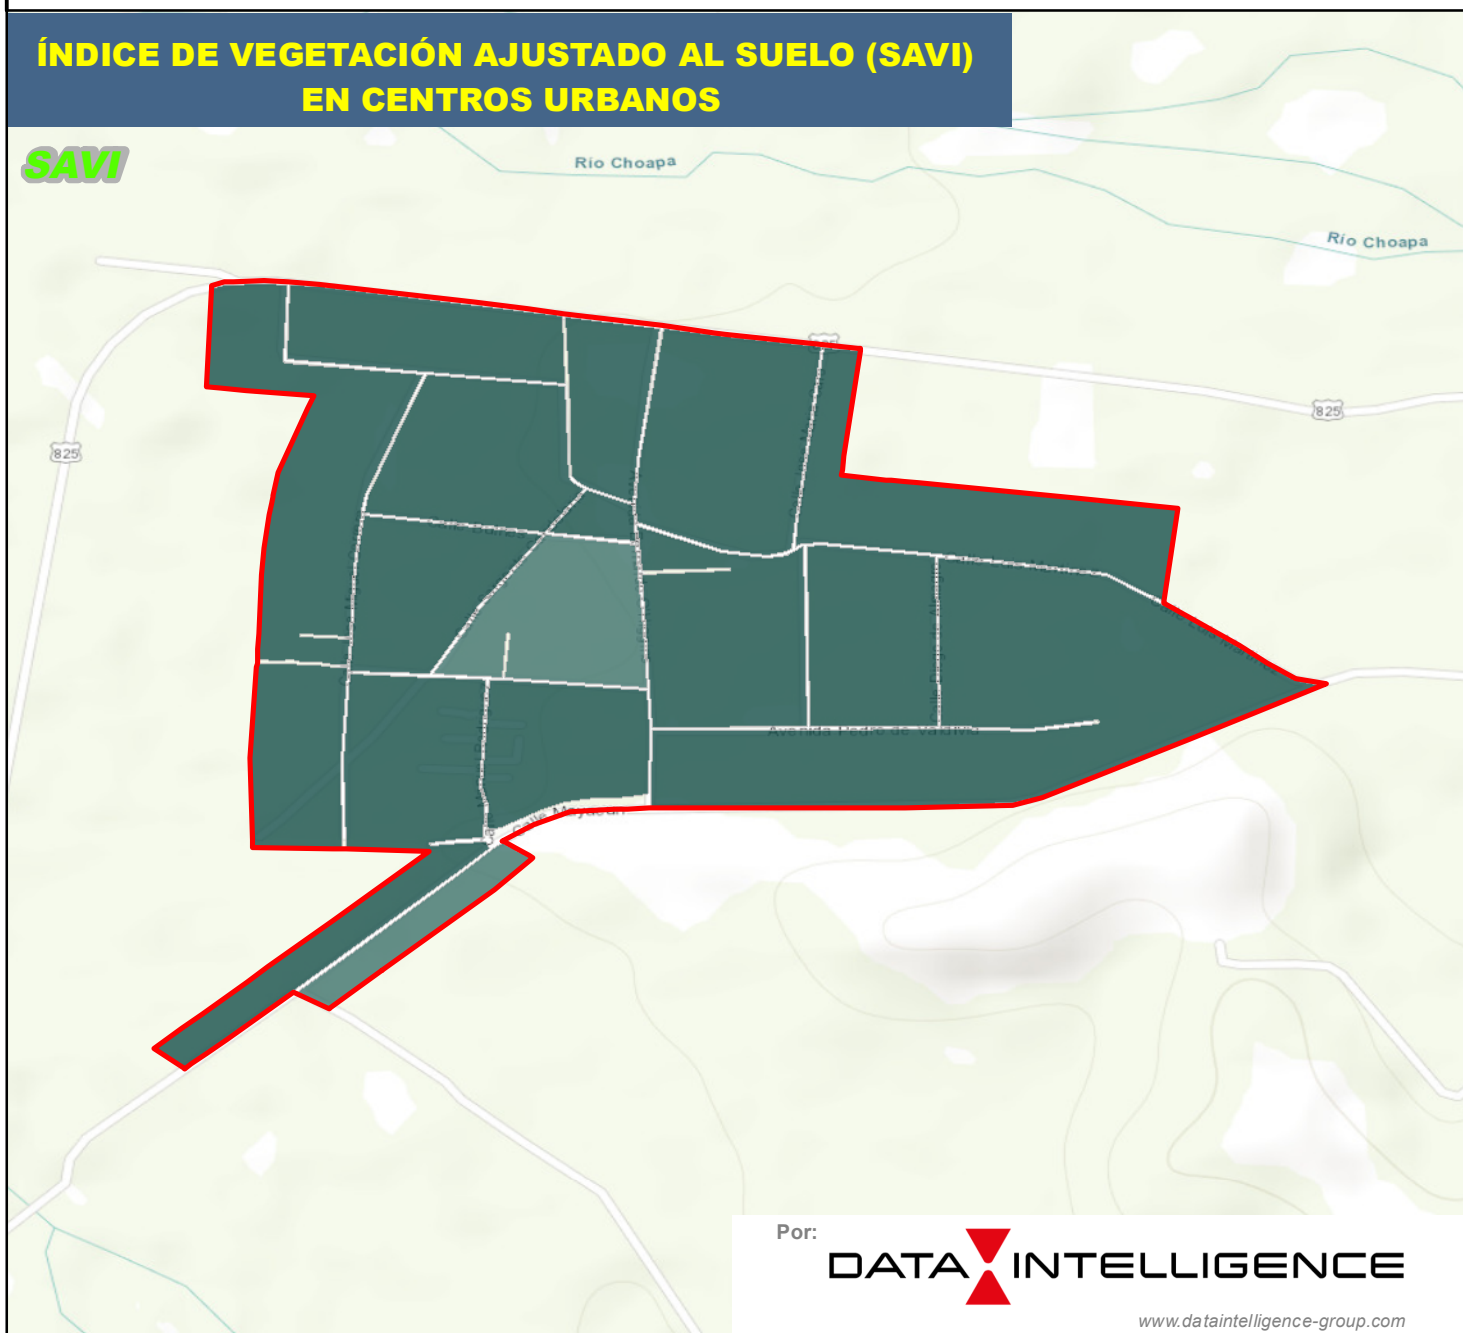 ÍNDICE DE VEGETACIÓN AJUSTADO AL SUELO (SAVI)
EN CENTROS URBANOS
SAVI
Río Choapa
Río Choapa
825
825
825
Avenida Pedro de Valdivia
Por:
DATA INTELLIGENCE
www.dataintelligence-group.com